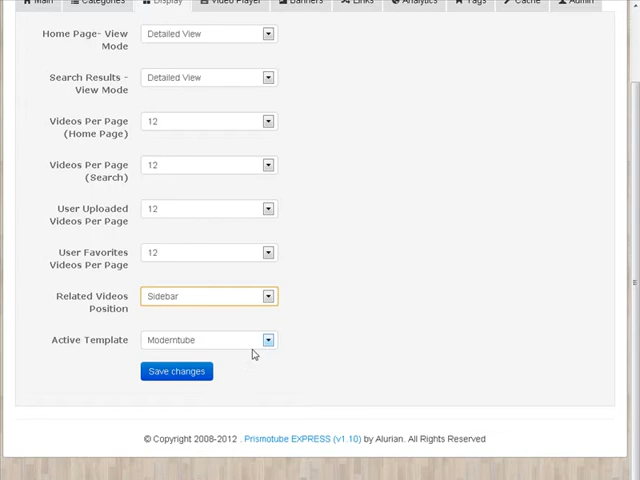 Main Categories Display Video Player Banners Links Analytics Tags Cache Admin
Home Page- View
Mode
Detailed View
Search Results -
View Mode
Detailed View
Videos Per Page
(Home Page)
12
Videos Per Page
(Search)
12
User Uploaded
Videos Per Page
12
User Favorites
Videos Per Page
12
Related Videos
Position
Sidebar
Active Template
Moderntube
Save changes
© Copyright 2008-2012 . Prismotube EXPRESS (v1.10) by Alurian. All Rights Reserved